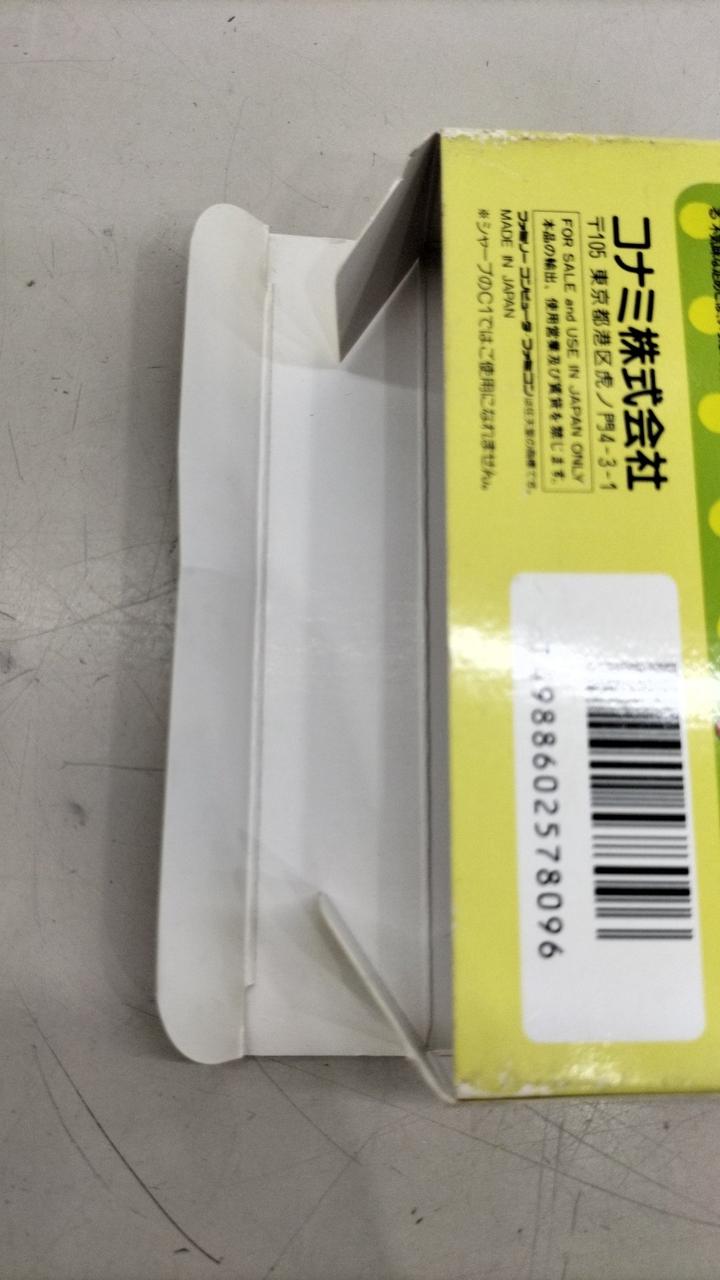 コナミ株式会社
〒105 東京都港区虎ノ門4-3-1
FOR SALE and USE IN JAPAN ONLY
本品の輸出、使用営業及び賃貸を禁じます。
ファミリーコンピュータ・ファミコンは任天堂の商標です。
MADE IN JAPAN
※シャープのC1ではご使用になれません。
4988602578096